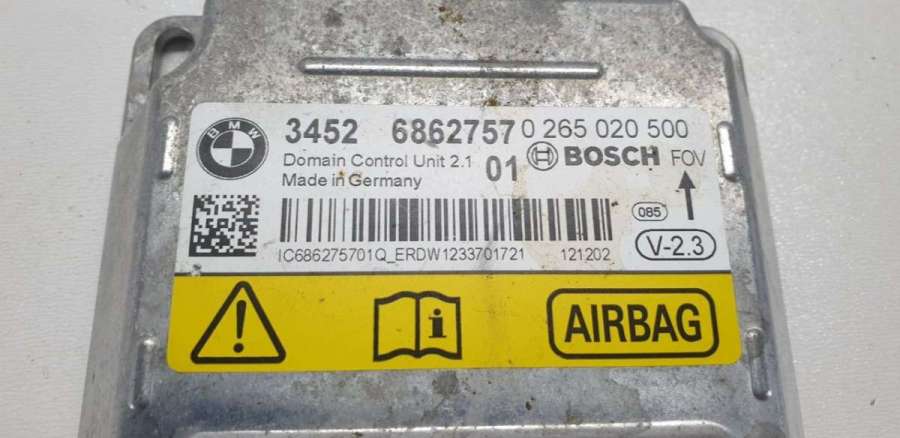 BMW
3452 6862757 0 265 020 500
Domain Control Unit 2.1 01 BOSCH FOV
Made in Germany
085
V-2.3
IC686275701Q_ERDW1233701721 121202
AIRBAG